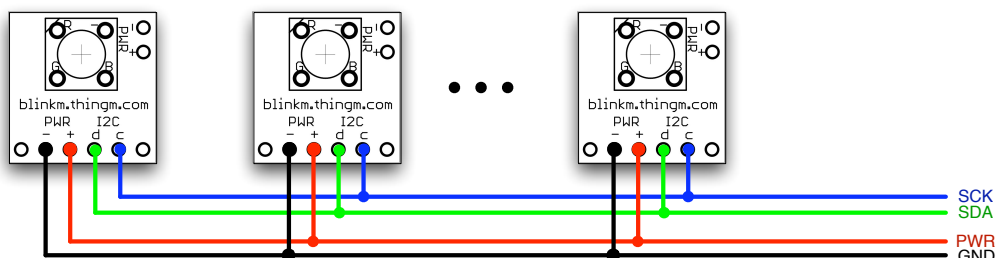 R - PWR -
+
G B
blinkm.thingm.com
PWR I2C
- + d c
R - PWR -
+
G B
blinkm.thingm.com
PWR I2C
- + d c
R - PWR -
+
G B
blinkm.thingm.com
PWR I2C
- + d c
SCK
SDA
PWR
GND